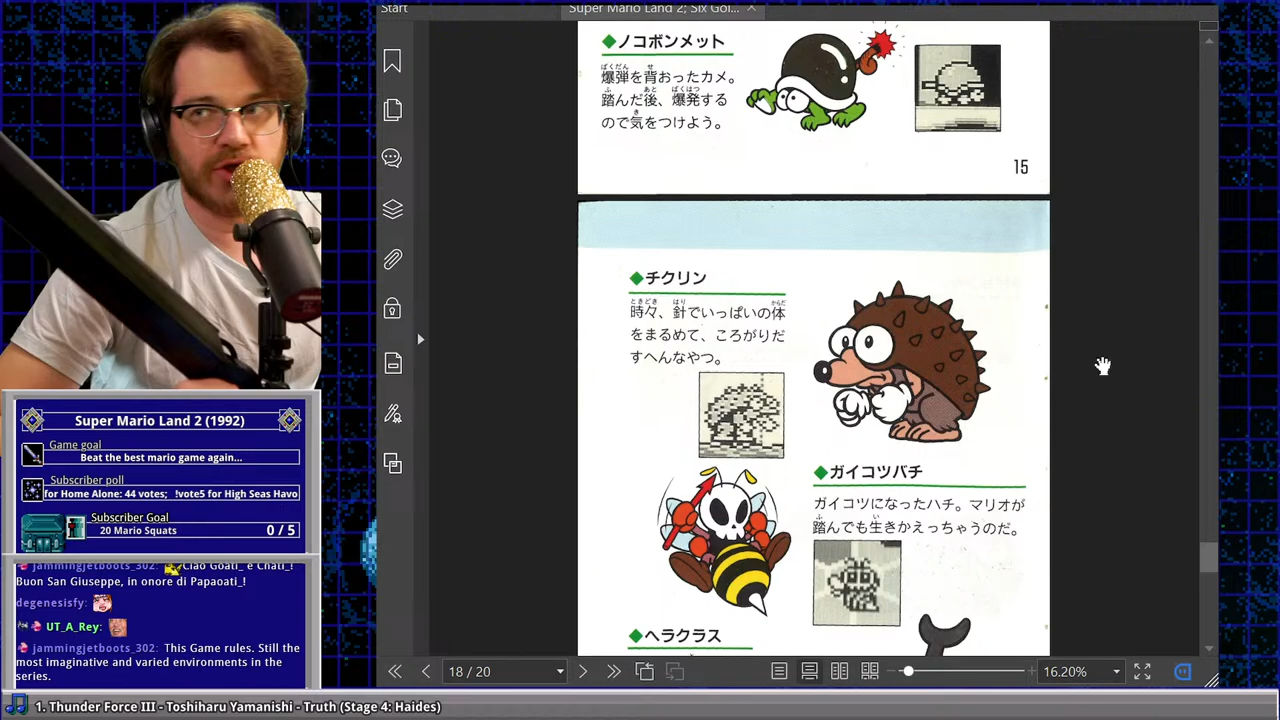 Start
Super Mario Land 2; Six Gol...
◆ノコボンメット
爆弾を背おったカメ。
踏んだ後、爆発する
ので気をつけよう。
15
◆チクリン
時々、針でいっぱいの体
をまるめて、ころがりだ
すへんなやつ。
◆ガイコツバチ
ガイコツになったハチ。マリオが
踏んでも生きかえっちゃうのだ。
◆ヘラクラス
18 / 20
16.20%
Super Mario Land 2 (1992)
Game goal
Beat the best mario game again...
Subscriber poll
for Home Alone: 44 votes; !vote5 for High Seas Havo
Subscriber Goal
20 Mario Squats
0 / 5
jammingjetboots_302: Ciao Goati_ e Chati_!
Buon San Giuseppe, in onore di Papaoati_!
degenesisfy:
UT_A_Rey:
jammingjetboots_302: This Game rules. Still the
most imaginative and varied environments in the
series.
1. Thunder Force III - Toshiharu Yamanishi - Truth (Stage 4: Haides)